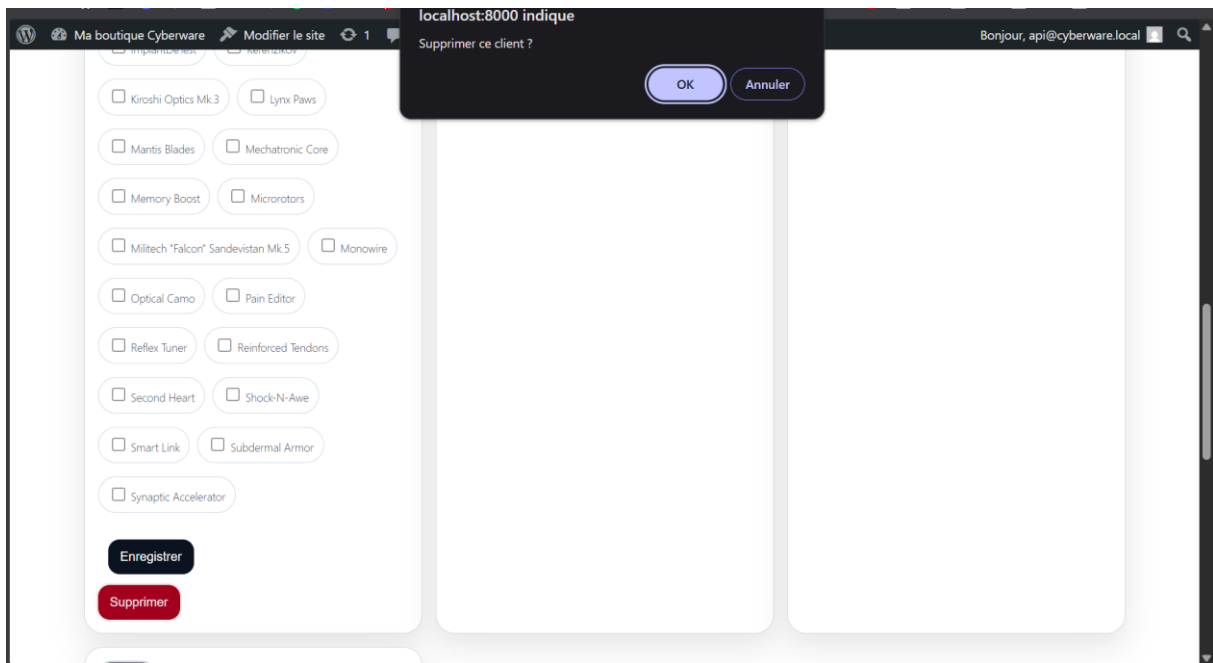 localhost:8000 indique
Supprimer ce client ?
OK Annuler
Ma boutique Cyberware Modifier le site 1 Bonjour, api@cyberware.local
Kiroshi Optics Mk.3 Lynx Paws
Mantis Blades Mechatronic Core
Memory Boost Microrotors
Militech "Falcon" Sandevistan Mk.5 Monowire
Optical Camo Pain Editor
Reflex Tuner Reinforced Tendons
Second Heart Shock-N-Awe
Smart Link Subdermal Armor
Synaptic Accelerator
Enregistrer
Supprimer